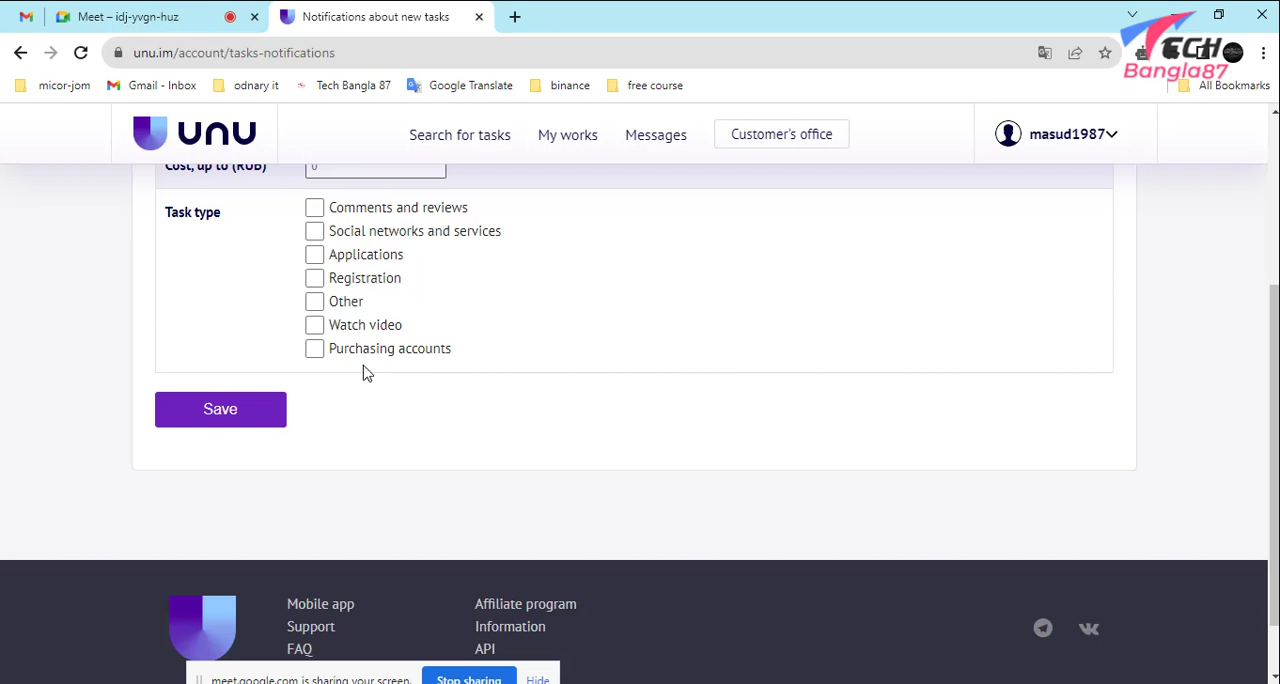 Meet – idj-yvgn-huz
Notifications about new tasks
unu.im/account/tasks-notifications
TECH
Bangla87
micor-jom
Gmail - Inbox
odnary it
Tech Bangla 87
Google Translate
binance
free course
All Bookmarks
unu
Search for tasks
My works
Messages
Customer's office
masud1987
Cost, up to (RUB)
0
Task type
Comments and reviews
Social networks and services
Applications
Registration
Other
Watch video
Purchasing accounts
Save
Mobile app
Affiliate program
Support
Information
FAQ
API
meet.google.com is sharing your screen.
Stop sharing
Hide